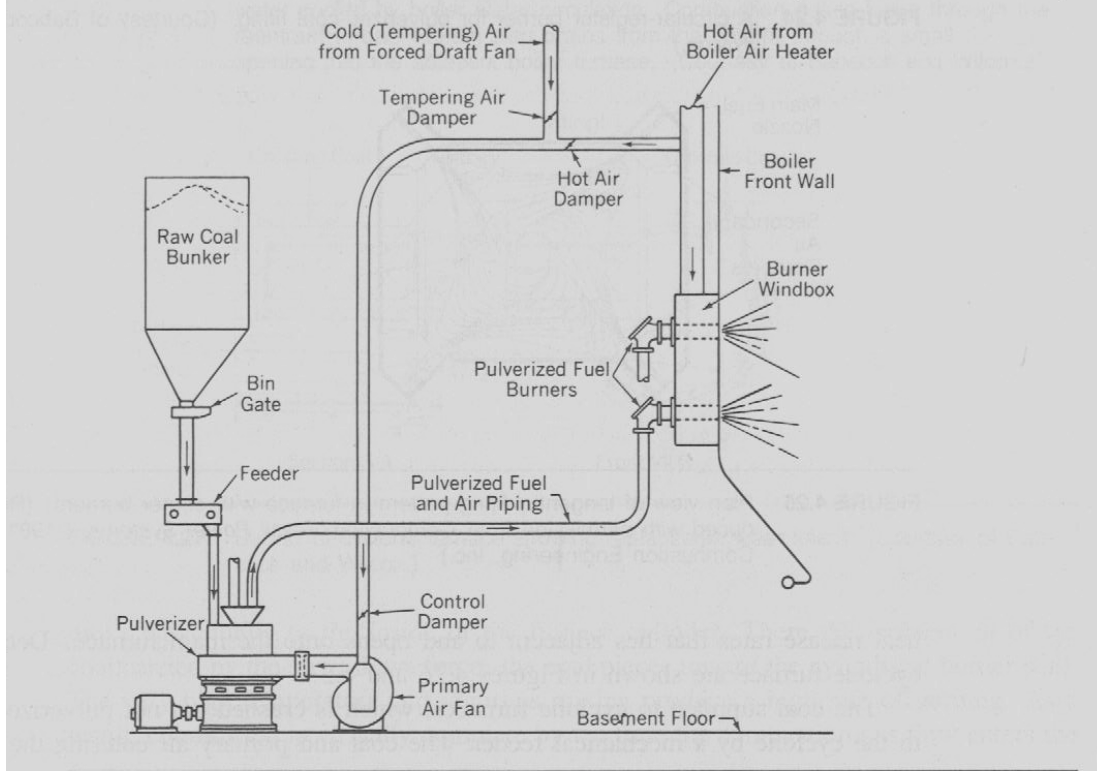 Cold (Tempering) Air
from Forced Draft Fan
Hot Air from
Boiler Air Heater
Tempering Air
Damper
Hot Air
Damper
Boiler
Front Wall
Raw Coal
Bunker
Burner
Windbox
Pulverized Fuel
Burners
Bin
Gate
Feeder
Pulverized Fuel
and Air Piping
Pulverizer
Control
Damper
Primary
Air Fan
Basement Floor